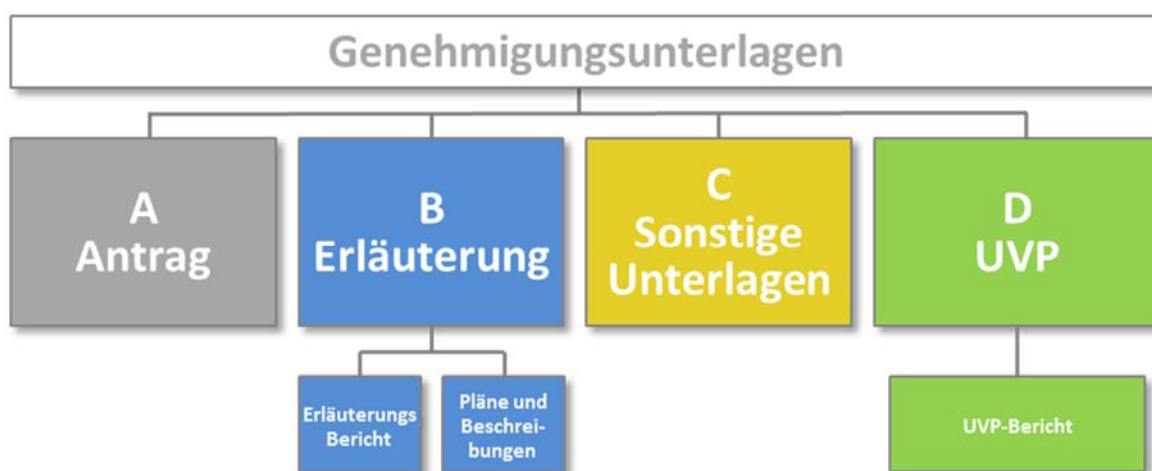 Genehmigungsunterlagen
A
Antrag
B
Erläuterung
C
Sonstige
Unterlagen
D
UVP
Erläuterungs
Bericht
Pläne und
Beschrei-
bungen
UVP-Bericht